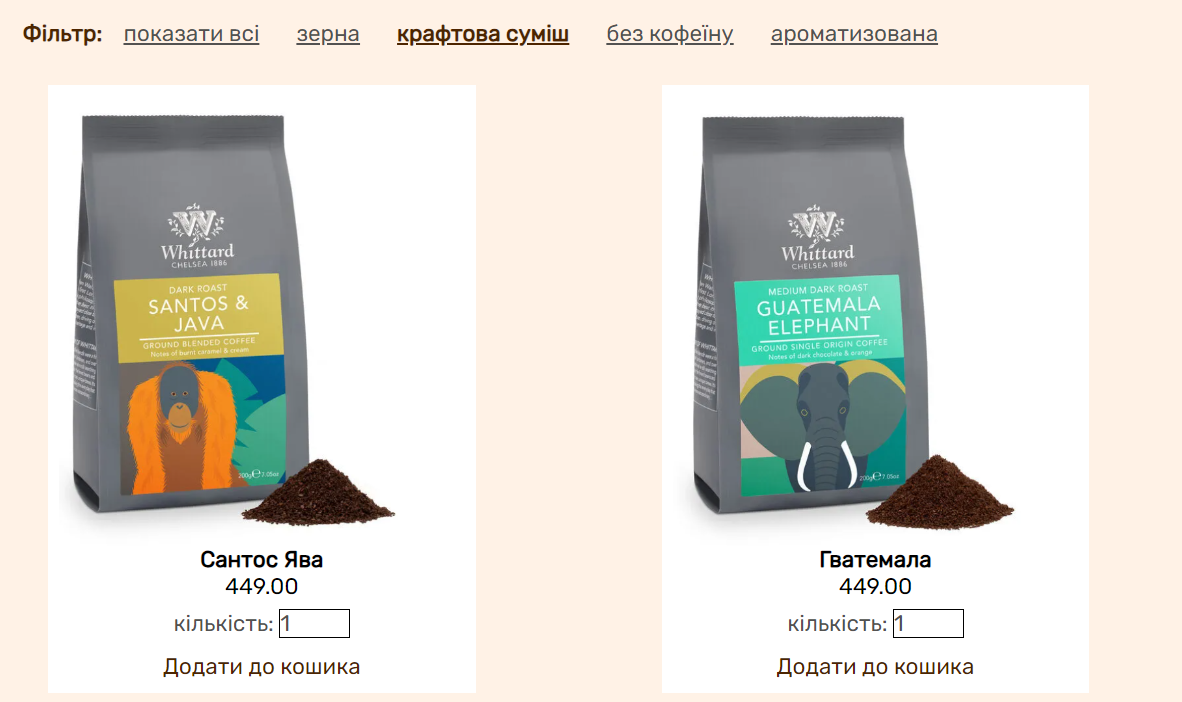 Фільтр: показати всі зерна крафтова суміш без кофеїну ароматизована
W
Whittard
CHELSEA 1886
DARK ROAST
SANTOS &
JAVA
GROUND BLENDED COFFEE
Notes of burnt caramel & cream
200g℮7.05oz
W
Whittard
CHELSEA 1886
MEDIUM DARK ROAST
GUATEMALA
ELEPHANT
GROUND SINGLE ORIGIN COFFEE
Notes of dark chocolate & orange
200g℮7.05oz
Сантос Ява
449.00
кількість: 1
Додати до кошика
Гватемала
449.00
кількість: 1
Додати до кошика